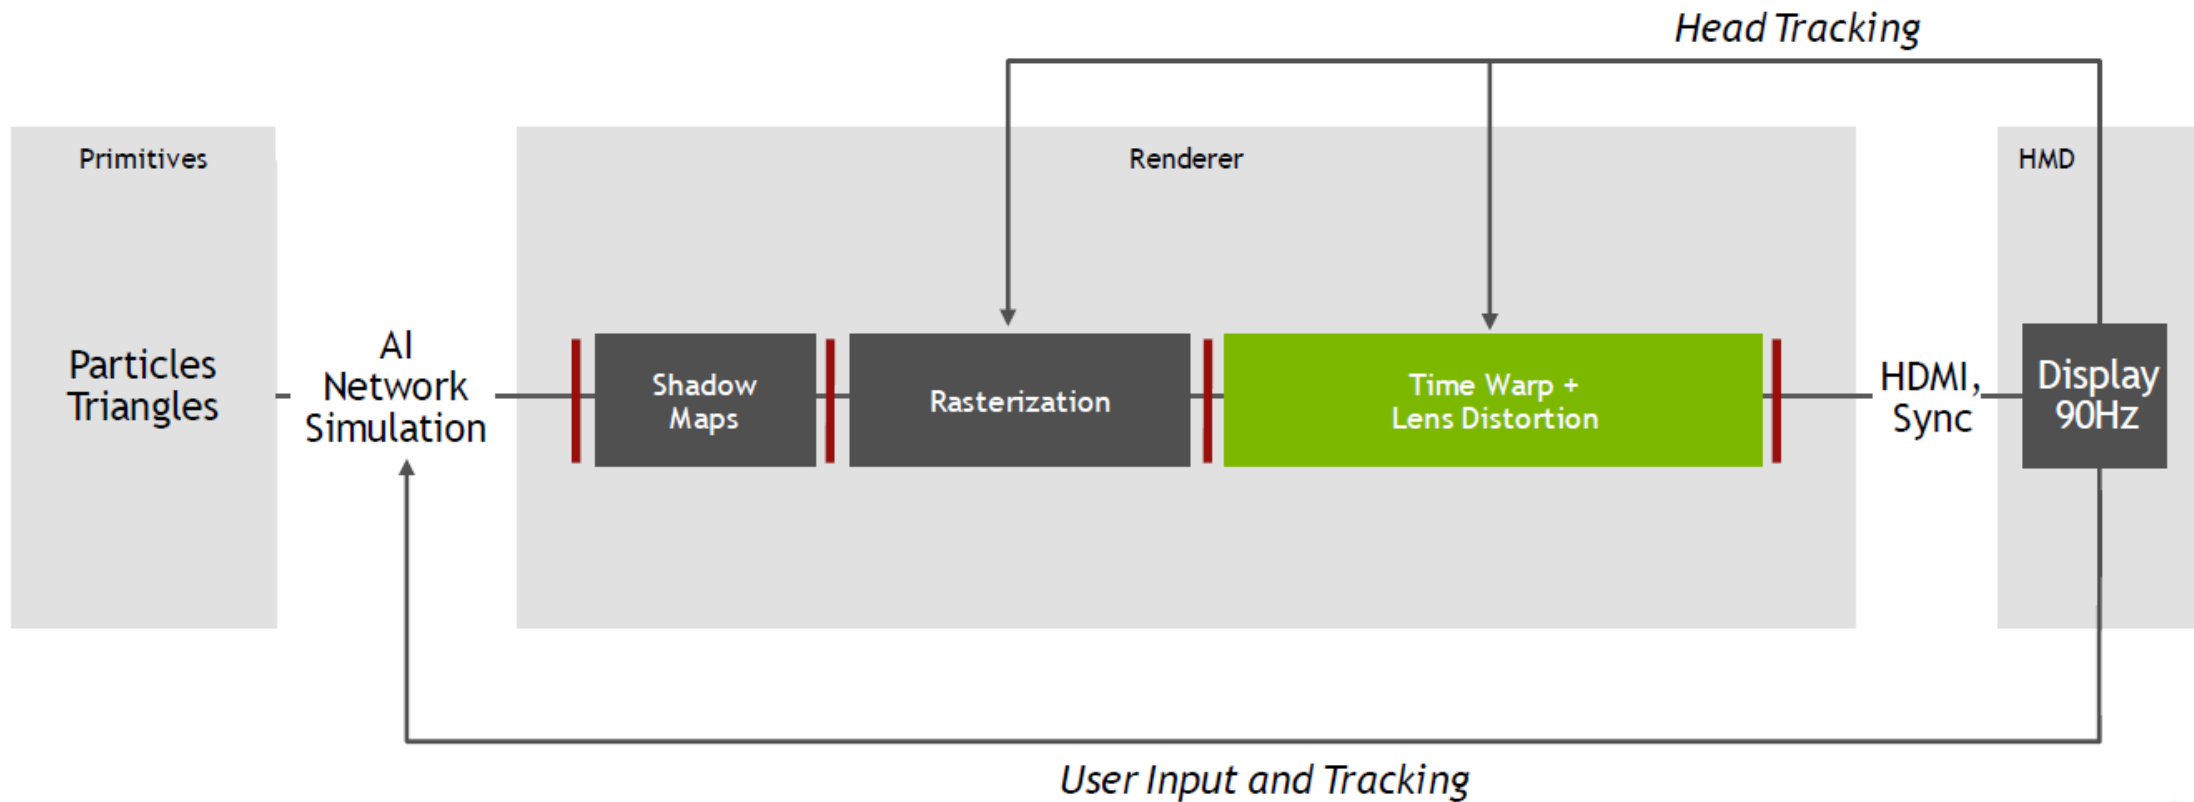 Head Tracking
Primitives
Renderer
HMD
Particles
Triangles
AI
Network
Simulation
Shadow
Maps
Rasterization
Time Warp +
Lens Distortion
HDMI,
Sync
Display
90Hz
User Input and Tracking